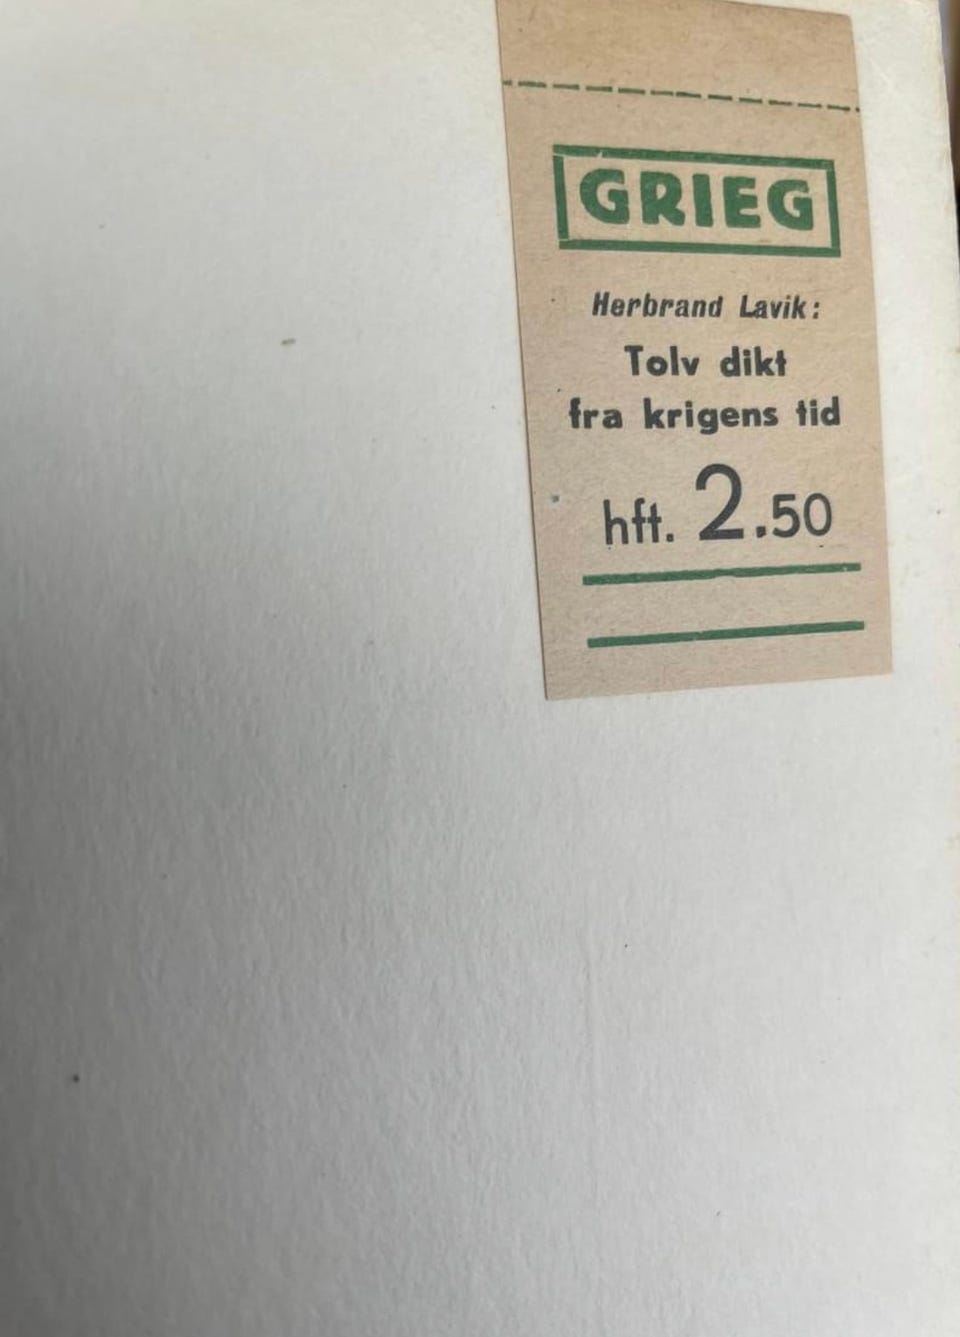 GRIEG
Herbrand Lavik:
Tolv dikt
fra krigens tid
hft. 2.50